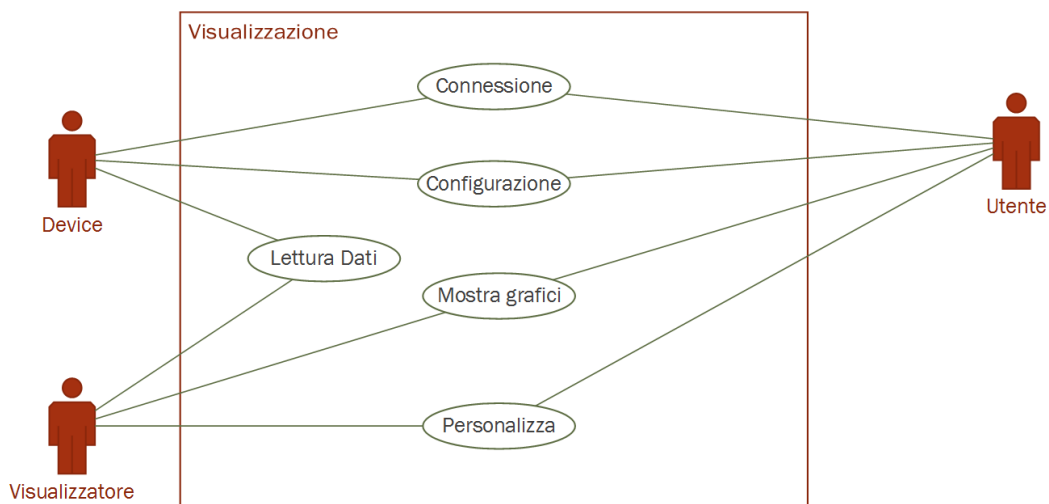 Visualizzazione
Connessione
Configurazione
Device
Utente
Lettura Dati
Mostra grafici
Personalizza
Visualizzatore